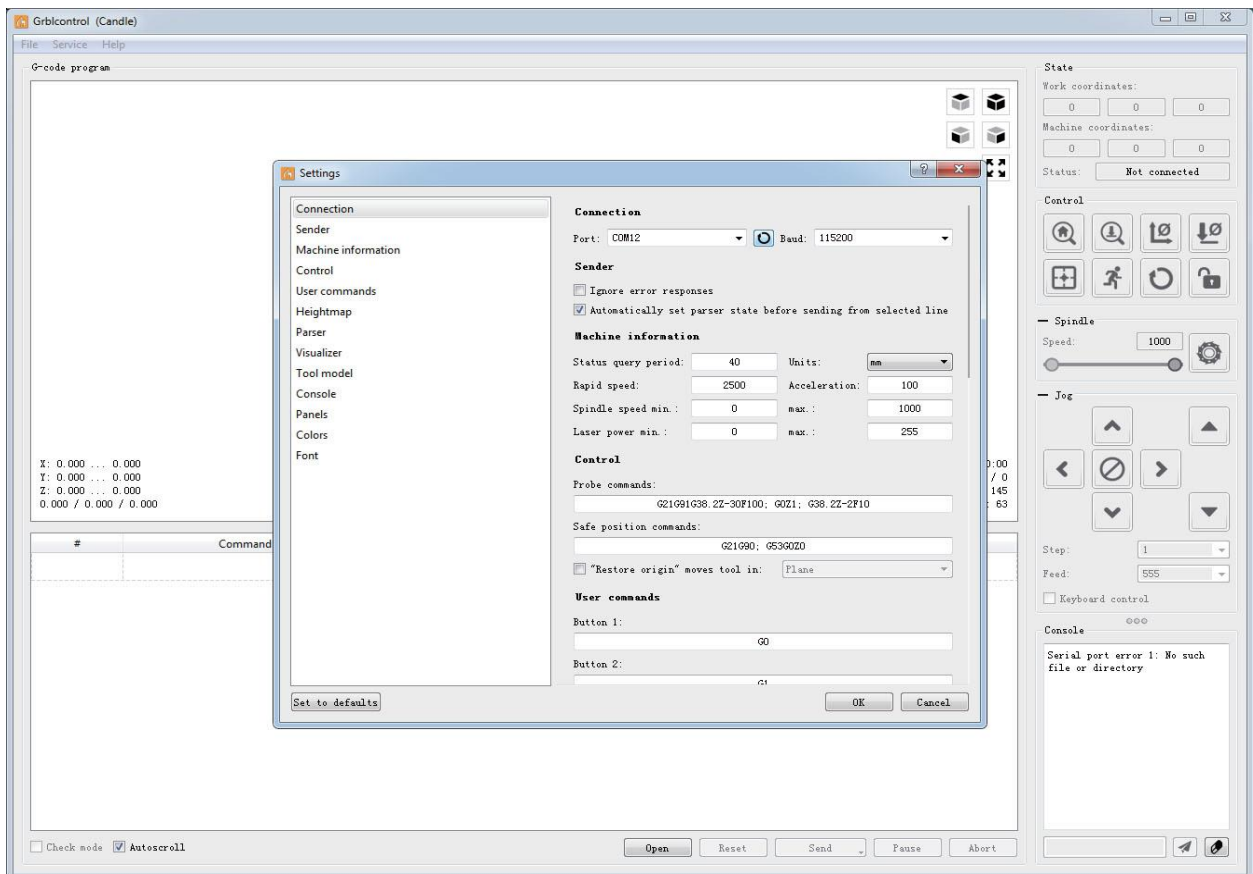 Grblcontrol (Candle)
File Service Help
G-code program
X: 0.000 ... 0.000
Y: 0.000 ... 0.000
Z: 0.000 ... 0.000
0.000 / 0.000 / 0.000
0:00
/ 0
145
: 63
# Command
Check mode Autoscroll
Open Reset Send Pause Abort
Settings
Connection
Sender
Machine information
Control
User commands
Heightmap
Parser
Visualizer
Tool model
Console
Panels
Colors
Font
Connection
Port: COM12 Baud: 115200
Sender
Ignore error responses
Automatically set parser state before sending from selected line
Machine information
Status query period: 40 Units: mm
Rapid speed: 2500 Acceleration: 100
Spindle speed min.: 0 max.: 1000
Laser power min.: 0 max.: 255
Control
Probe commands:
G21G91G38.2Z-30F100; G0Z1; G38.2Z-2F10
Safe position commands:
G21G90; G53G0Z0
"Restore origin" moves tool in: Plane
User commands
Button 1:
G0
Button 2:
G1
Set to defaults OK Cancel
State
Work coordinates:
0 0 0
Machine coordinates:
0 0 0
Status: Not connected
Control
Spindle
Speed: 1000
Jog
Step: 1
Feed: 555
Keyboard control
Console
Serial port error 1: No such
file or directory